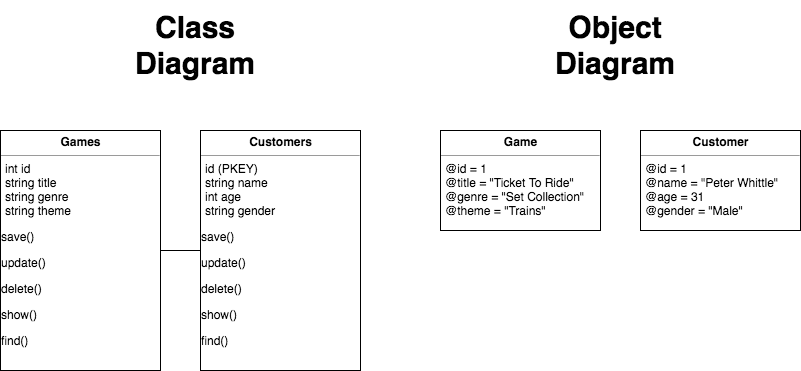 Class
Diagram
Games
int id
string title
string genre
string theme
save()
update()
delete()
show()
find()
Customers
id (PKEY)
string name
int age
string gender
save()
update()
delete()
show()
find()
Object
Diagram
Game
@id = 1
@title = "Ticket To Ride"
@genre = "Set Collection"
@theme = "Trains"
Customer
@id = 1
@name = "Peter Whittle"
@age = 31
@gender = "Male"